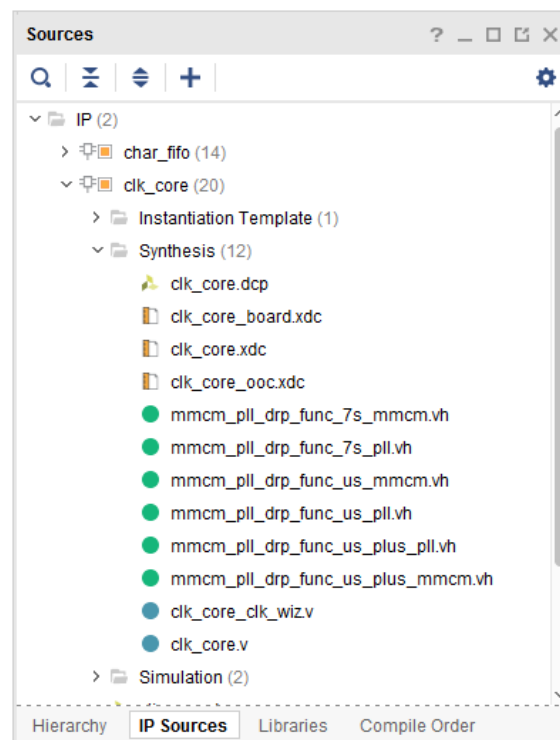 Sources
IP (2)
char_fifo (14)
clk_core (20)
Instantiation Template (1)
Synthesis (12)
clk_core.dcp
clk_core_board.xdc
clk_core.xdc
clk_core_ooc.xdc
mmcm_pll_drp_func_7s_mmcm.vh
mmcm_pll_drp_func_7s_pll.vh
mmcm_pll_drp_func_us_mmcm.vh
mmcm_pll_drp_func_us_pll.vh
mmcm_pll_drp_func_us_plus_pll.vh
mmcm_pll_drp_func_us_plus_mmcm.vh
clk_core_clk_wiz.v
clk_core.v
Simulation (2)
Hierarchy IP Sources Libraries Compile Order